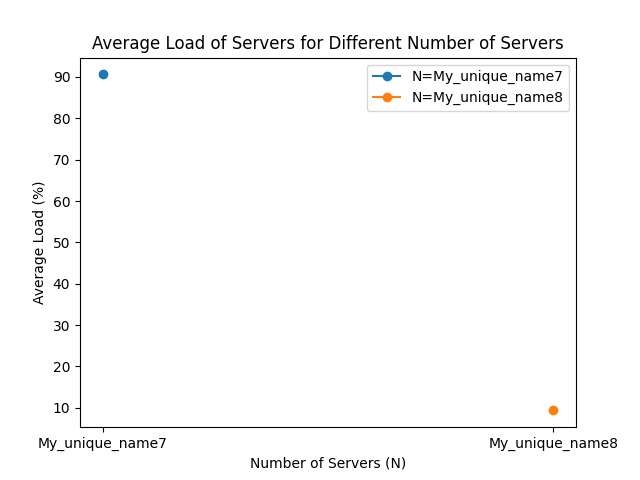 Average Load of Servers for Different Number of Servers
N=My_unique_name7
N=My_unique_name8
Average Load (%)
90
80
70
60
50
40
30
20
10
My_unique_name7
My_unique_name8
Number of Servers (N)